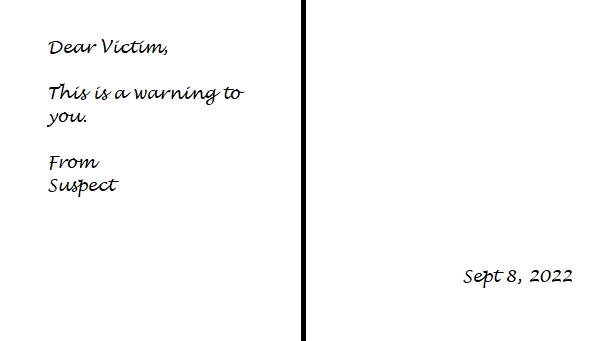 Dear Victim,
This is a warning to
you.
From
Suspect
Sept 8, 2022